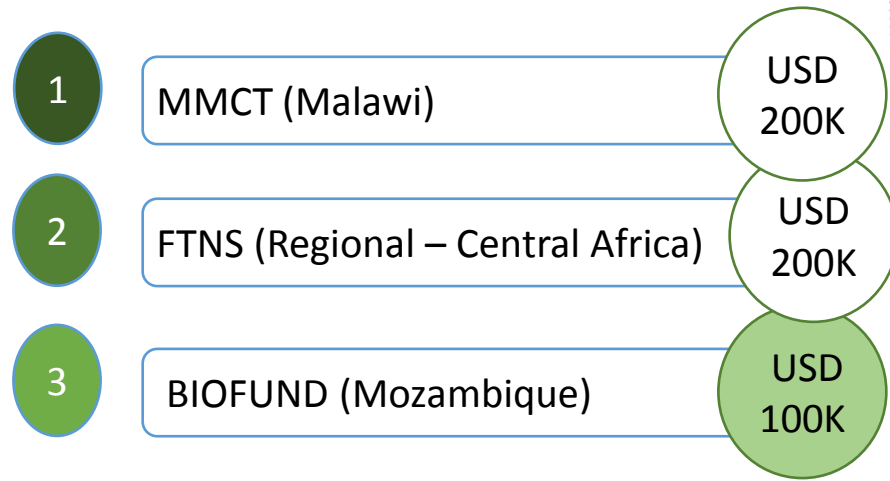 1
MMCT (Malawi)
USD
200K
2
FTNS (Regional – Central Africa)
USD
200K
3
BIOFUND (Mozambique)
USD
100K